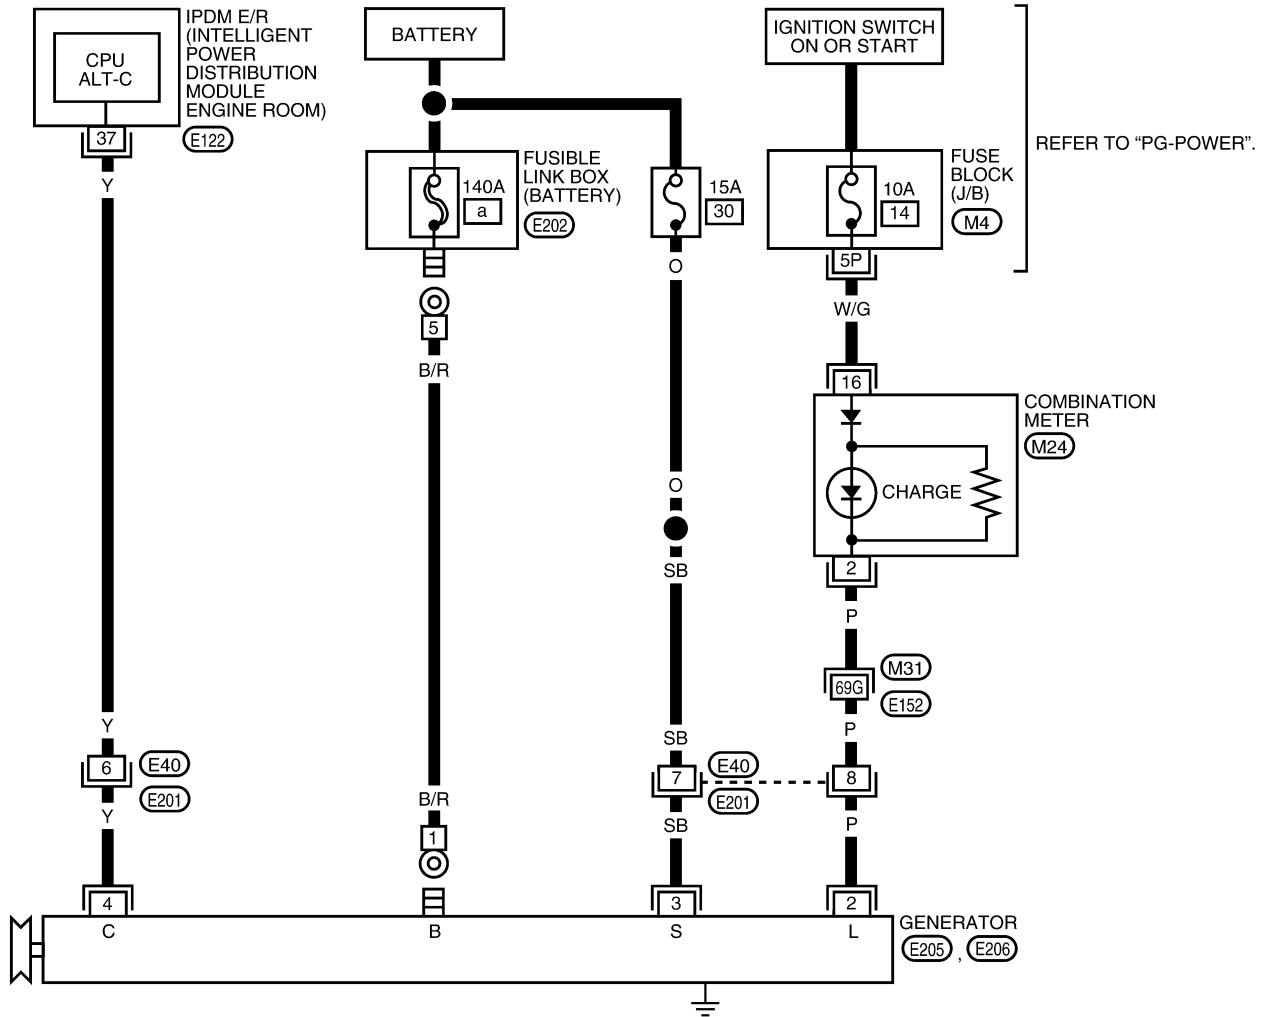 IPDM E/R
(INTELLIGENT
POWER
DISTRIBUTION
MODULE
ENGINE ROOM)
CPU
ALT-C
37
E122
BATTERY
IGNITION SWITCH
ON OR START
REFER TO “PG-POWER”.
FUSIBLE
LINK BOX
(BATTERY)
E202
140A
a
15A
30
10A
14
FUSE
BLOCK
(J/B)
M4
5P
Y
O
W/G
5
B/R
16
COMBINATION
METER
M24
CHARGE
O
SB
2
P
M31
69G
E152
Y
SB
P
6
E40
E201
7
E40
E201
8
Y
B/R
SB
P
1
4
3
2
C
B
S
L
GENERATOR
E205 , E206